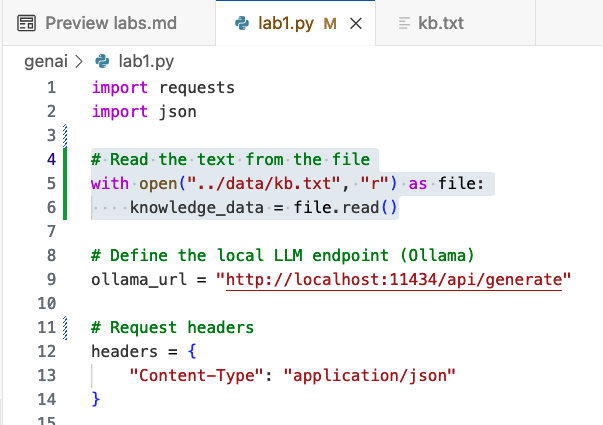 Preview labs.md
lab1.py M
kb.txt
genai > lab1.py
1 import requests
2 import json
3
4 # Read the text from the file
5 with open("../data/kb.txt", "r") as file:
6     knowledge_data = file.read()
7
8 # Define the local LLM endpoint (Ollama)
9 ollama_url = "http://localhost:11434/api/generate"
10
11 # Request headers
12 headers = {
13     "Content-Type": "application/json"
14 }
15